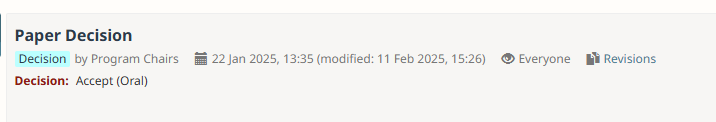 Paper Decision
Decision by Program Chairs 22 Jan 2025, 13:35 (modified: 11 Feb 2025, 15:26) Everyone Revisions
Decision: Accept (Oral)